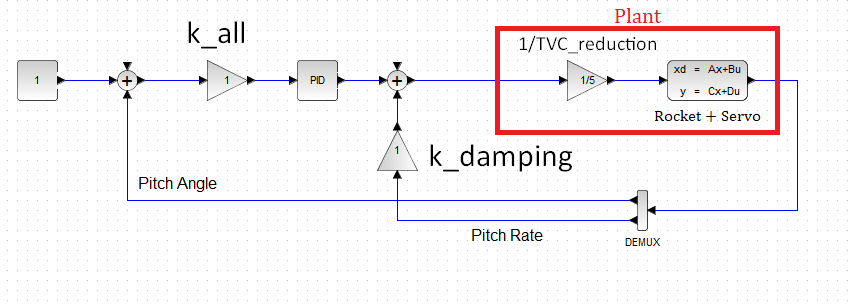 Plant
k_all
1/TVC_reduction
1
+
1
PID
+
1/5
xd = Ax+Bu
y = Cx+Du
Rocket + Servo
1
k_damping
Pitch Angle
Pitch Rate
DEMUX